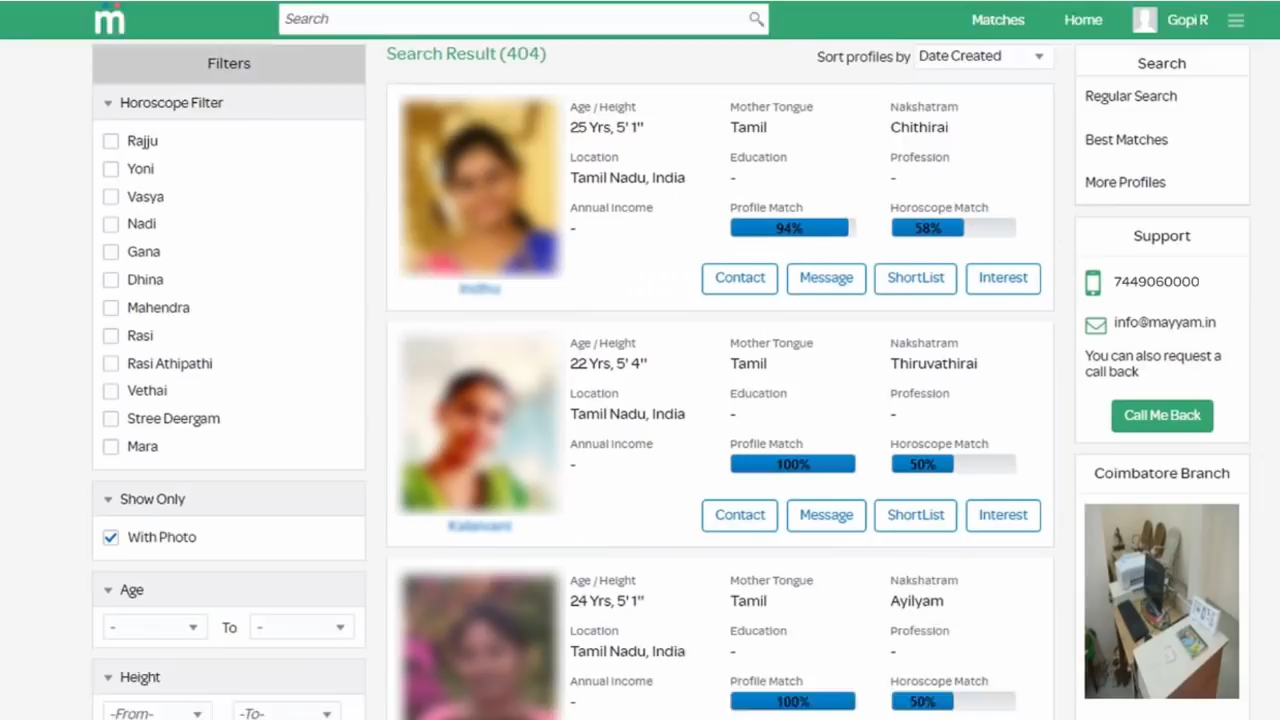 m
Search
Matches
Home
Gopi R
Filters
Horoscope Filter
Rajju
Yoni
Vasya
Nadi
Gana
Dhina
Mahendra
Rasi
Rasi Athipathi
Vethai
Stree Deergam
Mara
Show Only
With Photo
Age
- To -
Height
-From- -To-
Search Result (404)
Sort profiles by Date Created
Age / Height Mother Tongue Nakshatram
25 Yrs, 5' 1" Tamil Chithirai
Location Education Profession
Tamil Nadu, India - -
Annual Income Profile Match Horoscope Match
- 94% 58%
Contact Message ShortList Interest
Age / Height Mother Tongue Nakshatram
22 Yrs, 5' 4" Tamil Thiruvathirai
Location Education Profession
Tamil Nadu, India - -
Annual Income Profile Match Horoscope Match
- 100% 50%
Contact Message ShortList Interest
Age / Height Mother Tongue Nakshatram
24 Yrs, 5' 1" Tamil Ayilyam
Location Education Profession
Tamil Nadu, India - -
Annual Income Profile Match Horoscope Match
- 100% 50%
Search
Regular Search
Best Matches
More Profiles
Support
7449060000
info@mayyam.in
You can also request a
call back
Call Me Back
Coimbatore Branch